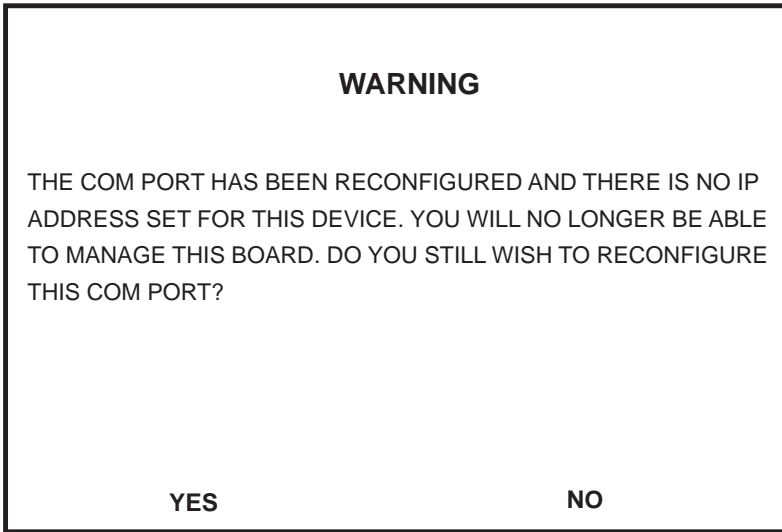 WARNING
THE COM PORT HAS BEEN RECONFIGURED AND THERE IS NO IP
ADDRESS SET FOR THIS DEVICE. YOU WILL NO LONGER BE ABLE
TO MANAGE THIS BOARD. DO YOU STILL WISH TO RECONFIGURE
THIS COM PORT?
YES NO